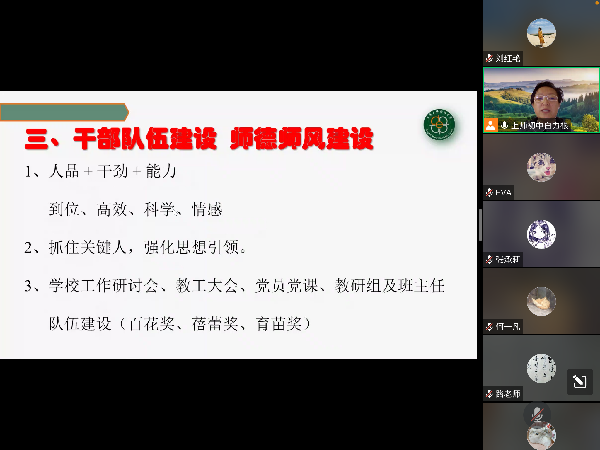 三、干部队伍建设 师德师风建设
1、人品 + 干劲 + 能力
到位、高效、科学、情感
2、抓住关键人，强化思想引领。
3、学校工作研讨会、教工大会、党员党课、教研组及班主任
队伍建设（百花奖、蓓蕾奖、育苗奖）
刘红艳
上师初中白力根
EVA
何一凡
路老师